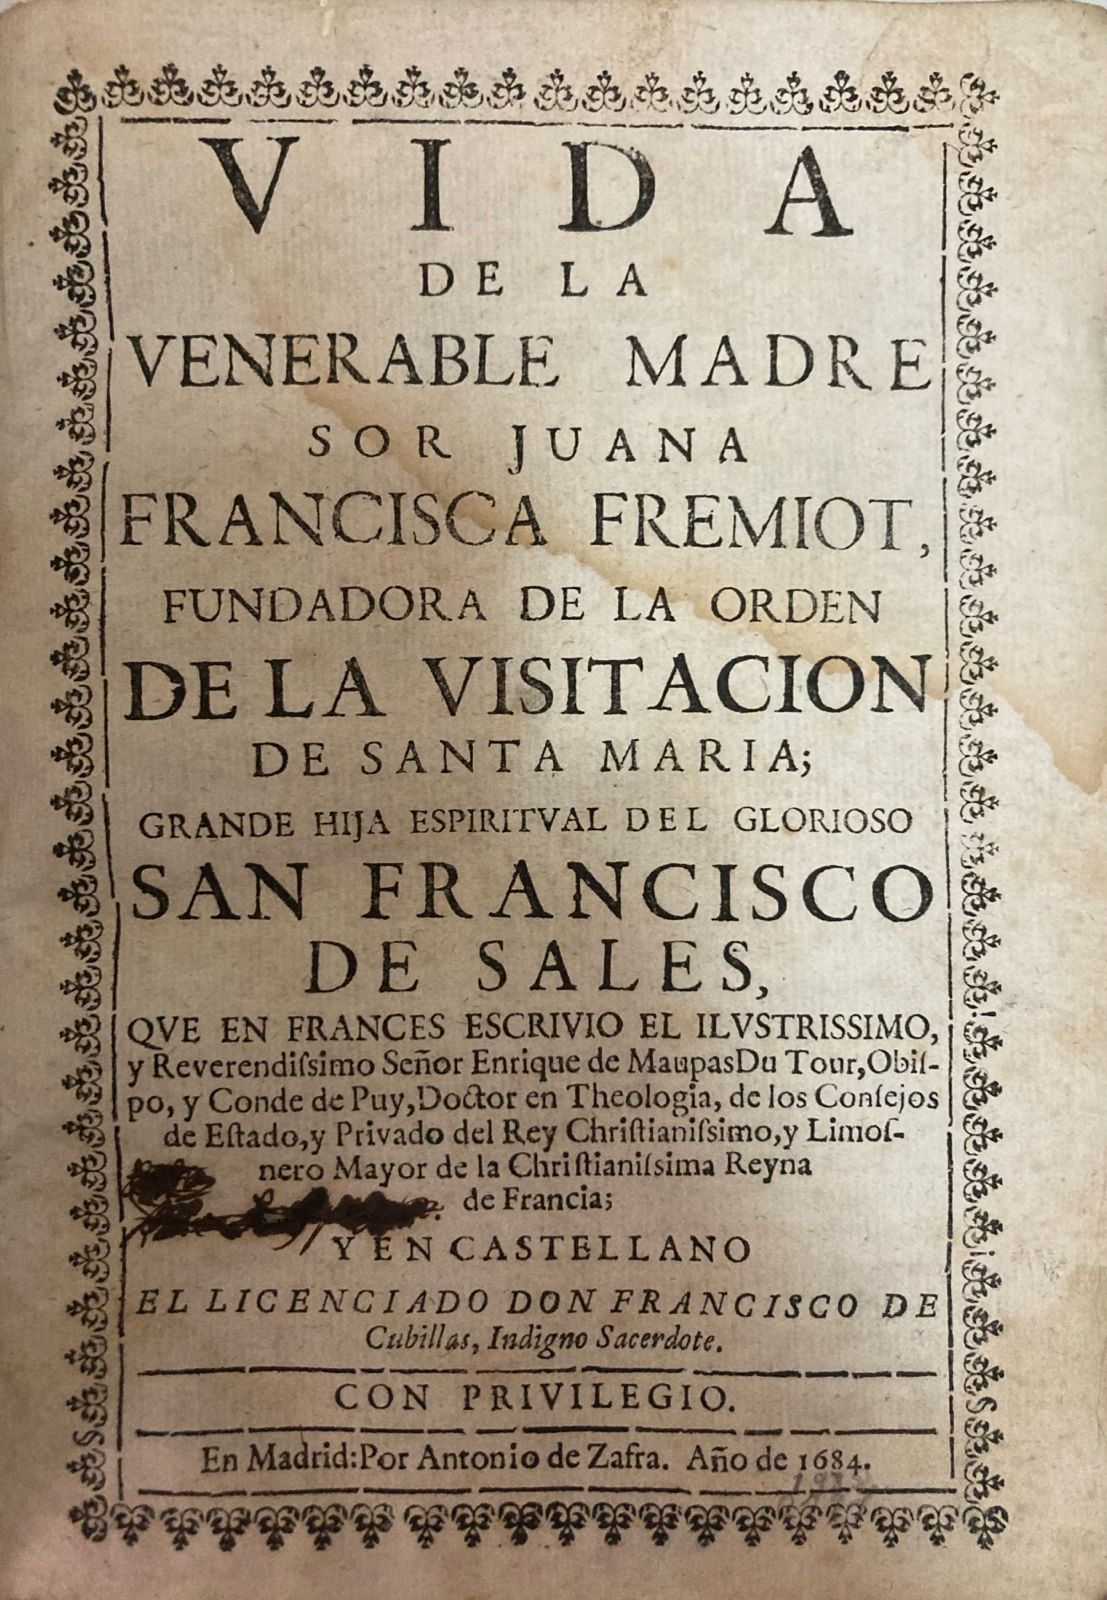 VIDA
DE LA
VENERABLE MADRE
SOR JUANA
FRANCISCA FREMIOT,
FUNDADORA DE LA ORDEN
DE LA VISITACION
DE SANTA MARIA;
GRANDE HIJA ESPIRITVAL DEL GLORIOSO
SAN FRANCISCO
DE SALES,
QVE EN FRANCES ESCRIVIO EL ILVSTRISSIMO,
y Reverendiſsimo Señor Enrique de Maupas Du Tour, Obiſ-
po, y Conde de Puy, Doctor en Theologia, de los Conſejos
de Eſtado, y Privado del Rey Chriſtianiſsimo, y Limoſ-
nero Mayor de la Chriſtianiſsima Reyna
de Francia;
Y EN CASTELLANO
EL LICENCIADO DON FRANCISCO DE
Cubillas, Indigno Sacerdote.
CON PRIVILEGIO.
En Madrid: Por Antonio de Zafra. Año de 1684.